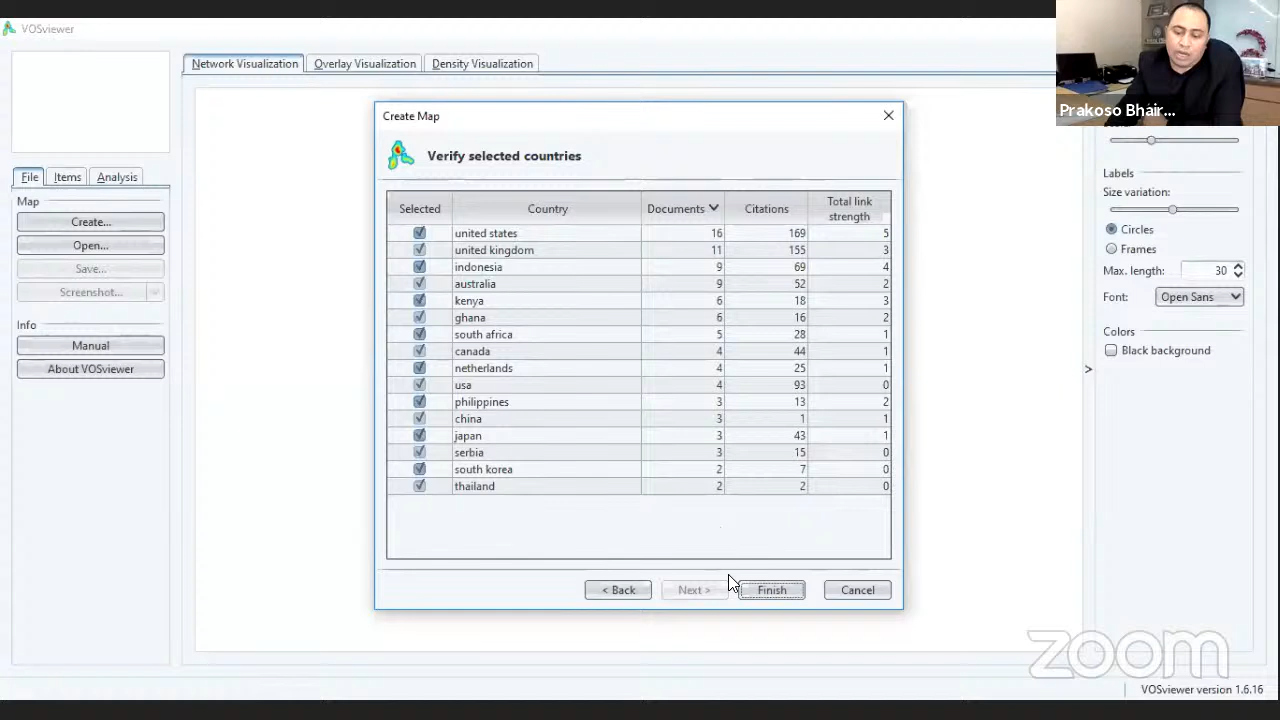 VOSviewer
Network Visualization
Overlay Visualization
Density Visualization
Prakoso Bhair...
File
Items
Analysis
Map
Create...
Open...
Save...
Screenshot...
Info
Manual
About VOSviewer
Create Map
Verify selected countries
Selected Country Documents Citations Total link strength
united states 16 169 5
united kingdom 11 155 3
indonesia 9 69 4
australia 9 52 2
kenya 6 18 3
ghana 6 16 2
south africa 5 28 1
canada 4 44 1
netherlands 4 25 1
usa 4 93 0
philippines 3 13 2
china 3 1 1
japan 3 43 1
serbia 3 15 0
south korea 2 7 0
thailand 2 2 0
< Back
Next >
Finish
Cancel
Labels
Size variation:
Circles
Frames
Max. length: 30
Font: Open Sans
Colors
Black background
>
zoom
VOSviewer version 1.6.16